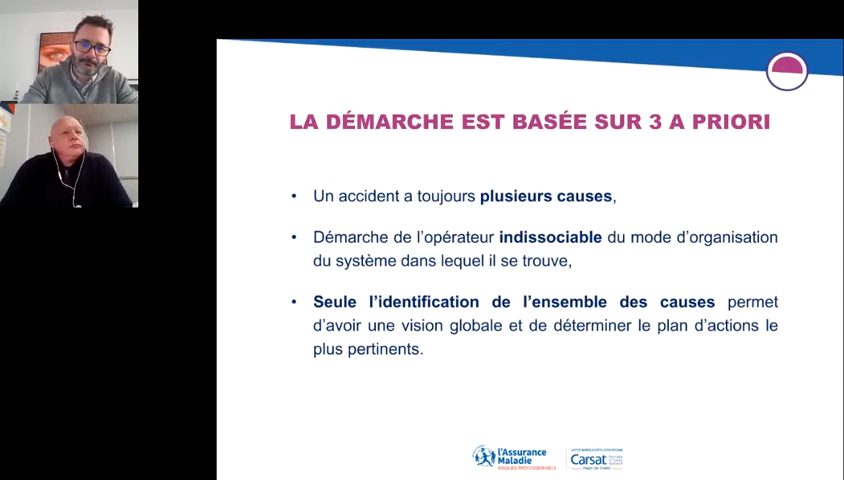 LA DÉMARCHE EST BASÉE SUR 3 A PRIORI
• Un accident a toujours plusieurs causes,
• Démarche de l'opérateur indissociable du mode d'organisation
du système dans lequel il se trouve,
• Seule l'identification de l'ensemble des causes permet
d'avoir une vision globale et de déterminer le plan d'actions le
plus pertinents.
l'Assurance
Maladie
RISQUES PROFESSIONNELS
Carsat